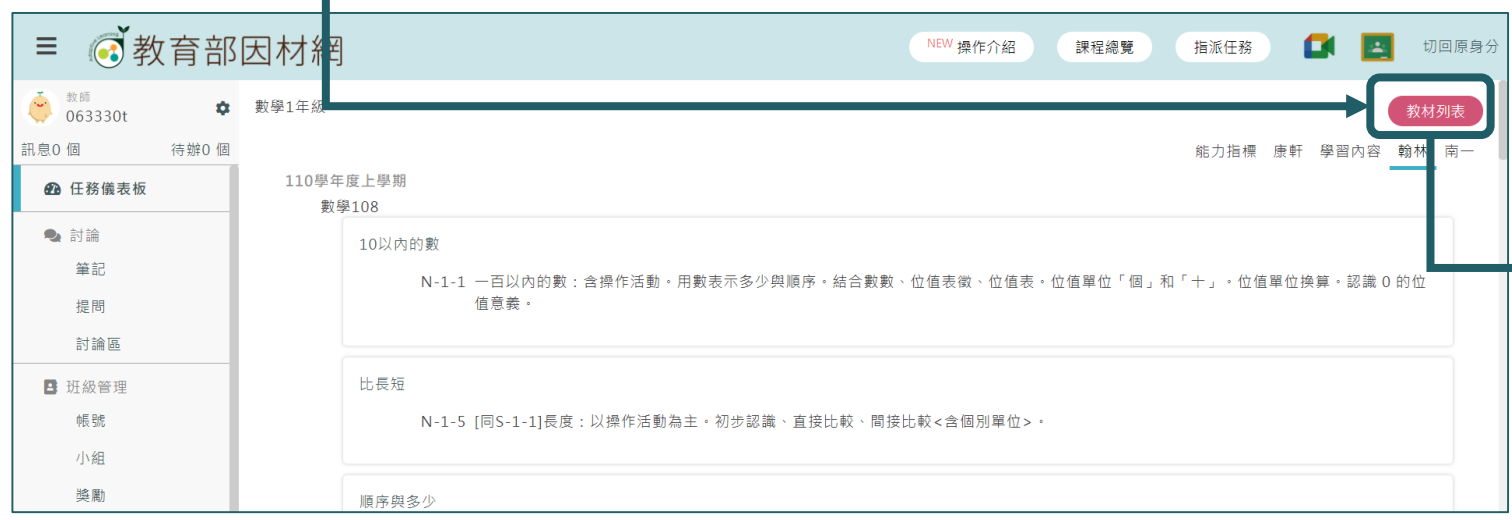 教育部因材網
NEW 操作介紹
課程總覽
指派任務
切回原身分
教師
063330t
訊息0 個
待辦0 個
任務儀表板
討論
筆記
提問
討論區
班級管理
帳號
小組
獎勵
數學1年級
教材列表
能力指標 康軒 學習內容 翰林 南一
110學年度上學期
數學108
10以內的數
N-1-1 一百以內的數：含操作活動。用數表示多少與順序。結合數數、位值表徵、位值表。位值單位「個」和「十」。位值單位換算。認識 0 的位
值意義。
比長短
N-1-5 [同S-1-1]長度：以操作活動為主。初步認識、直接比較、間接比較<含個別單位>。
順序與多少